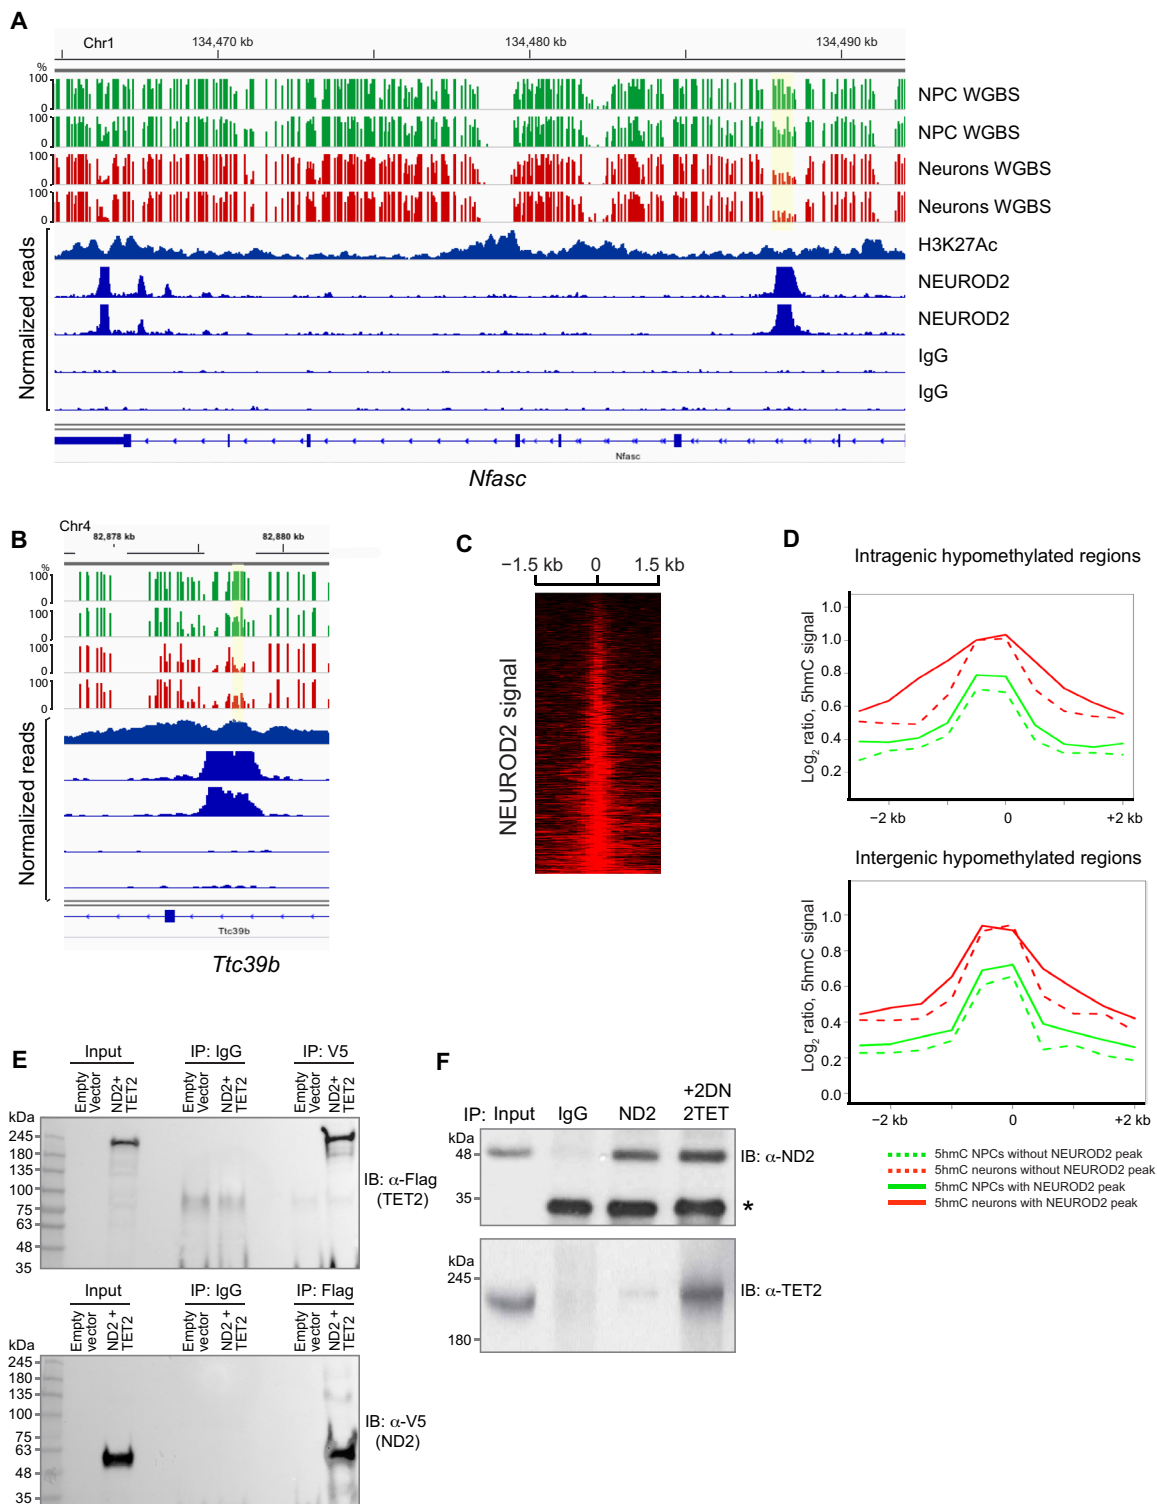 A
Chr1 134,470 kb 134,480 kb 134,490 kb
%
100
0
NPC WGBS
100
0
NPC WGBS
100
0
Neurons WGBS
100
0
Neurons WGBS
Normalized reads
H3K27Ac
NEUROD2
NEUROD2
IgG
IgG
Nfasc
Nfasc
B
Chr4
82,878 kb 82,880 kb
%
100
0
100
0
100
0
100
0
Normalized reads
Ttc39b
Ttc39b
C
−1.5 kb 0 1.5 kb
NEUROD2 signal
D
Intragenic hypomethylated regions
Log2 ratio, 5hmC signal
1.0
1.0
0.8
0.6
0.4
0.2
−2 kb 0 +2 kb
Intergenic hypomethylated regions
Log2 ratio, 5hmC signal
1.0
0.8
0.6
0.4
0.2
0.0
−2 kb 0 +2 kb
5hmC NPCs without NEUROD2 peak
5hmC neurons without NEUROD2 peak
5hmC NPCs with NEUROD2 peak
5hmC neurons with NEUROD2 peak
E
Input IP: IgG IP: V5
Empty Vector
ND2+ TET2
Empty Vector
ND2+ TET2
Empty Vector
ND2+ TET2
kDa
245
180
135
100
75
63
48
35
IB: α-Flag
(TET2)
Input IP: IgG IP: Flag
Empty vector
ND2 + TET2
Empty vector
ND2 + TET2
Empty vector
ND2 + TET2
kDa
245
180
135
100
75
63
48
35
IB: α-V5
(ND2)
F
+2DN
IP: Input IgG ND2 2TET
kDa
48
35
IB: α-ND2
*
kDa
245
180
IB: α-TET2